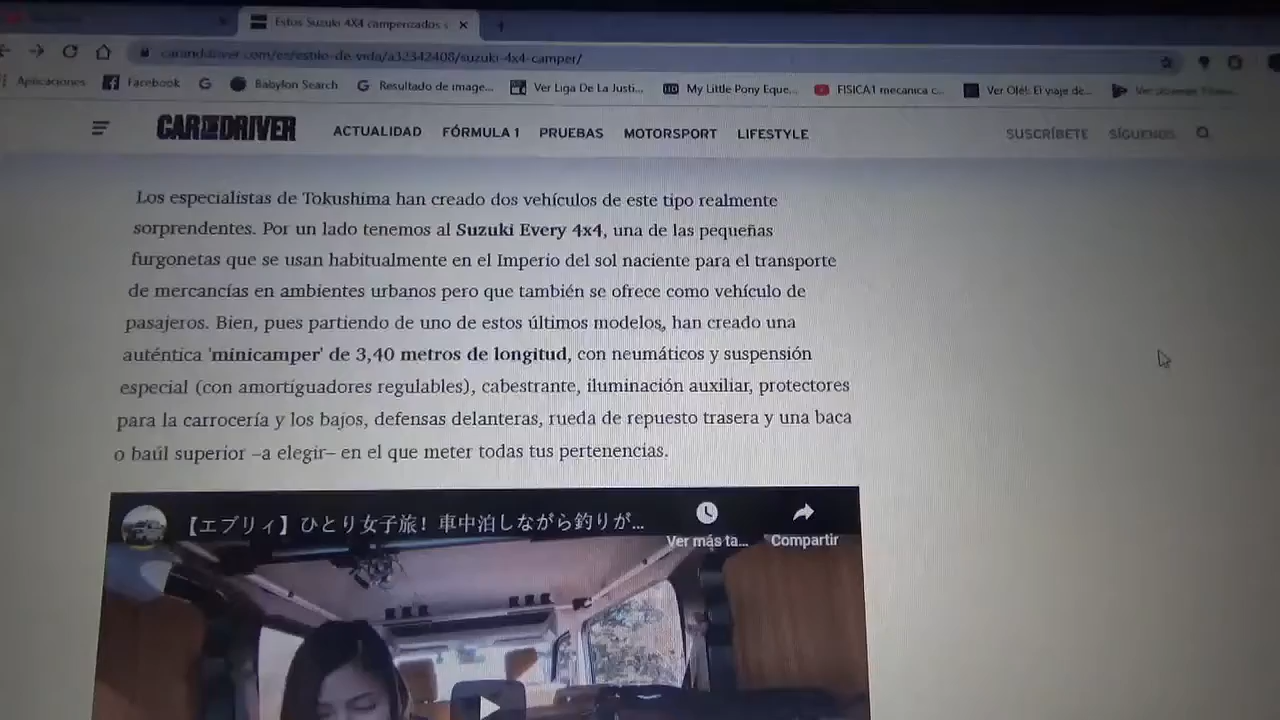 Estos Suzuki 4X4 camperizados s
caranddriver.com/es/estilo-de-vida/a32342408/suzuki-4x4-camper/
Aplicaciones Facebook Babylon Search Resultado de image... Ver Liga De La Justi... My Little Pony Eque... FISICA1 mecanica c... Ver Olé!: El viaje de...
CAR AND DRIVER ACTUALIDAD FÓRMULA 1 PRUEBAS MOTORSPORT LIFESTYLE SUSCRÍBETE SÍGUENOS
Los especialistas de Tokushima han creado dos vehículos de este tipo realmente
sorprendentes. Por un lado tenemos al Suzuki Every 4x4, una de las pequeñas
furgonetas que se usan habitualmente en el Imperio del sol naciente para el transporte
de mercancías en ambientes urbanos pero que también se ofrece como vehículo de
pasajeros. Bien, pues partiendo de uno de estos últimos modelos, han creado una
auténtica 'minicamper' de 3,40 metros de longitud, con neumáticos y suspensión
especial (con amortiguadores regulables), cabestrante, iluminación auxiliar, protectores
para la carrocería y los bajos, defensas delanteras, rueda de repuesto trasera y una baca
o baúl superior –a elegir– en el que meter todas tus pertenencias.
【エブリィ】ひとり女子旅！車中泊しながら釣りが...
Ver más ta... Compartir